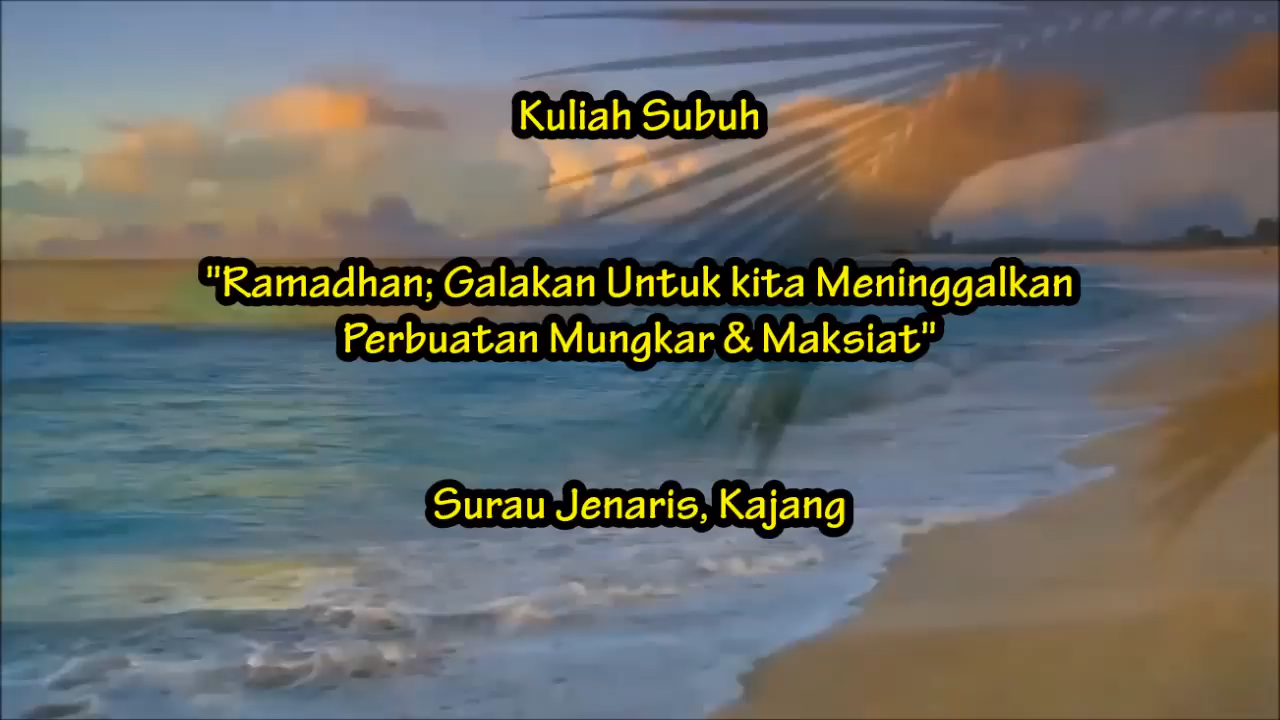 Kuliah Subuh
"Ramadhan; Galakan Untuk kita Meninggalkan
Perbuatan Mungkar & Maksiat"
Surau Jenaris, Kajang